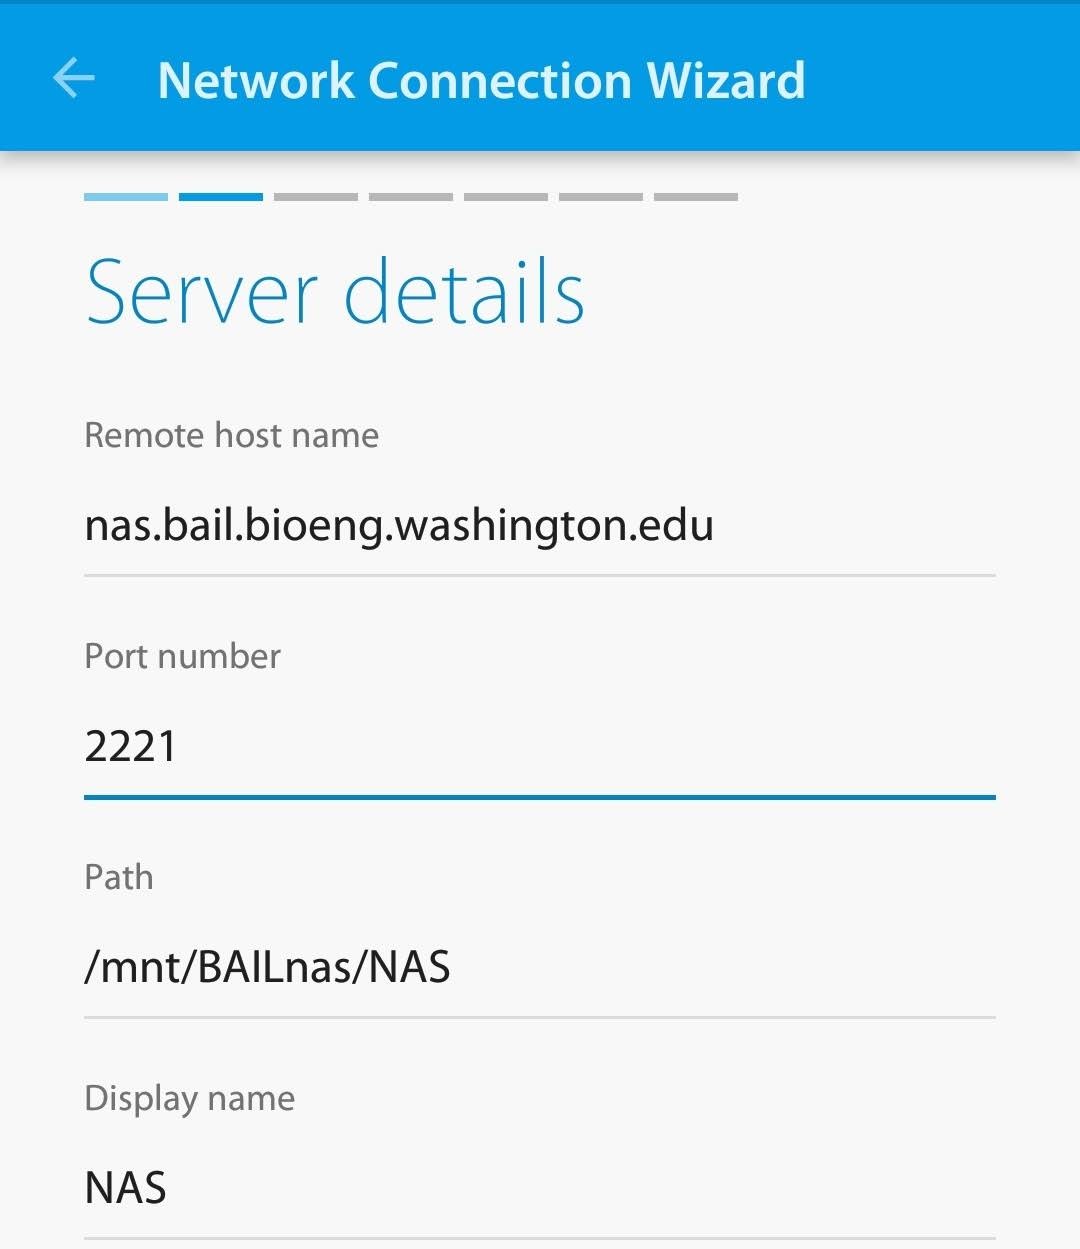 Network Connection Wizard
Server details
Remote host name
nas.bail.bioeng.washington.edu
Port number
2221
Path
/mnt/BAILnas/NAS
Display name
NAS